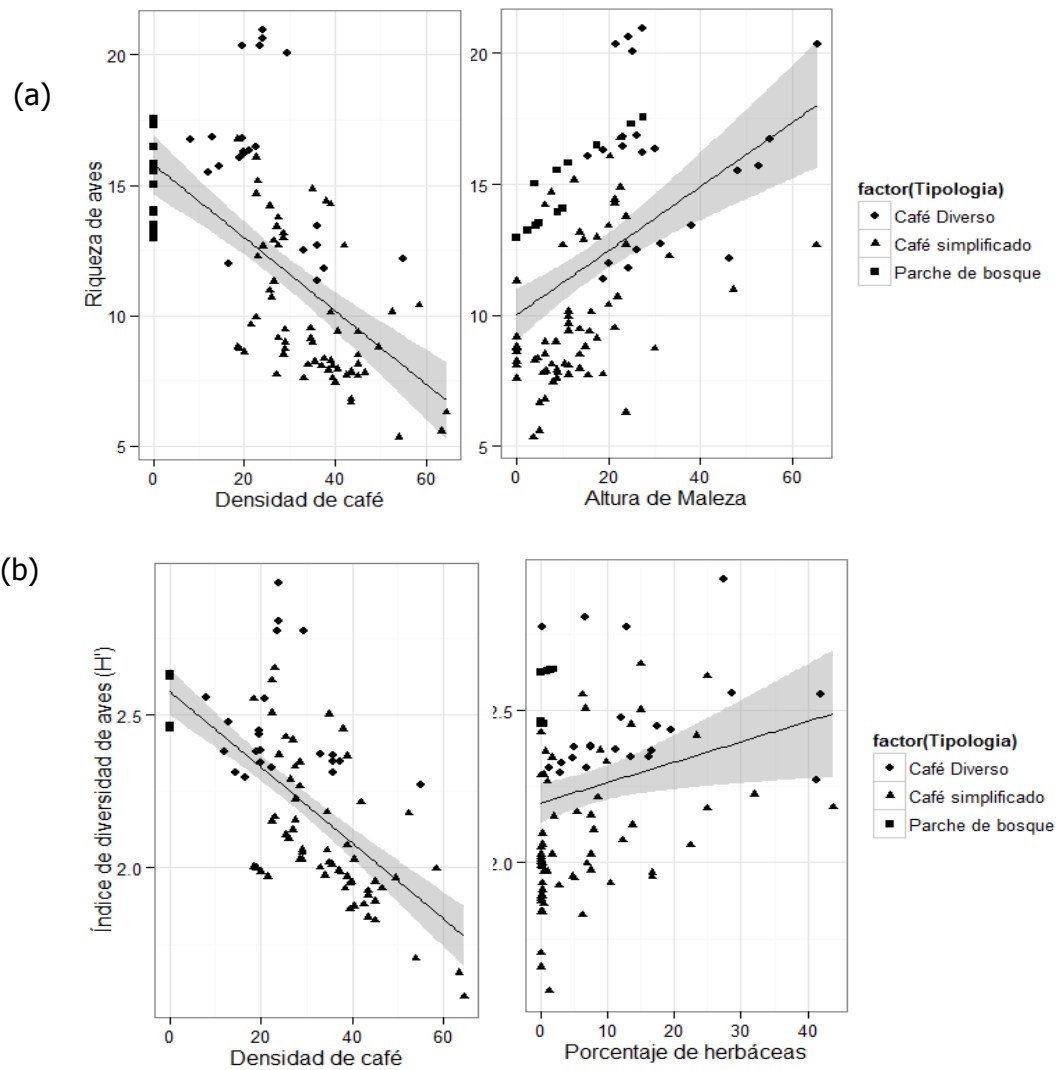 (a)
Riqueza de aves
20
15
10
5
0 20 40 60
Densidad de café
20
15
10
5
0 20 40 60
Altura de Maleza
factor(Tipologia)
Café Diverso
Café simplificado
Parche de bosque
(b)
Índice de diversidad de aves (H')
2.5
2.0
0 20 40 60
Densidad de café
2.5
2.0
0 10 20 30 40
Porcentaje de herbáceas
factor(Tipologia)
Café Diverso
Café simplificado
Parche de bosque